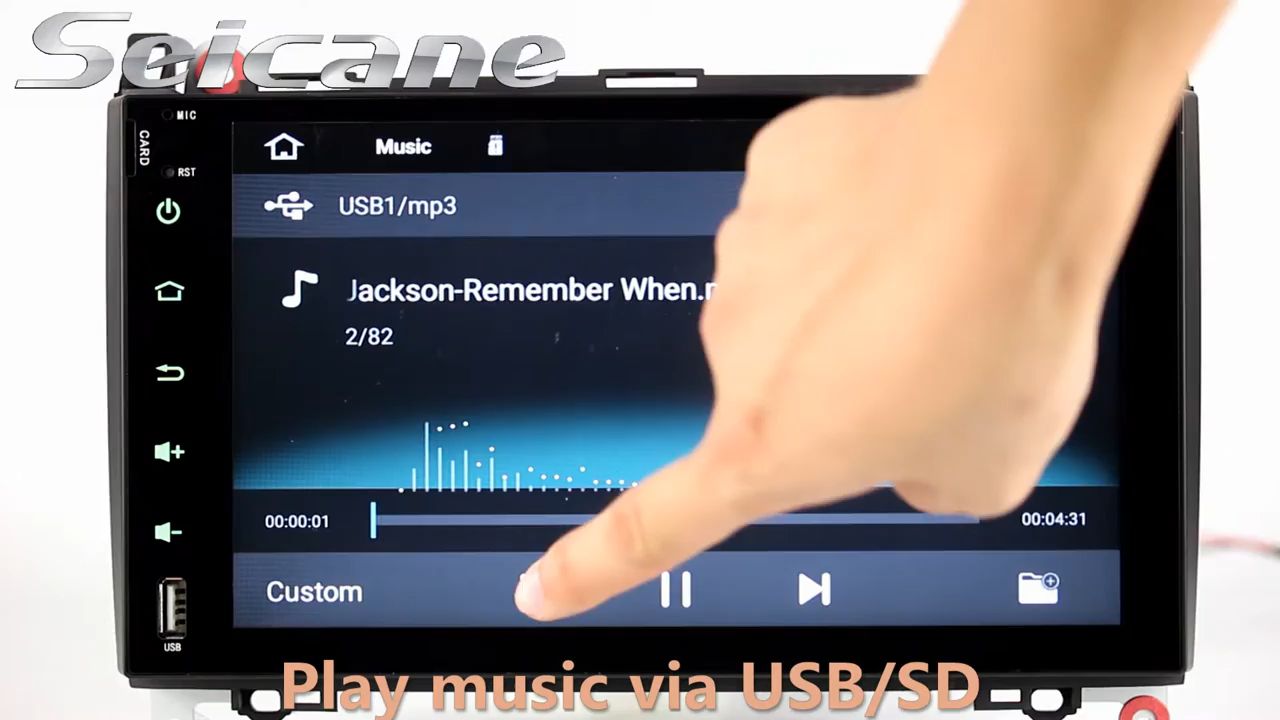 Seicane
MIC
CARD
RST
Music
USB1/mp3
Jackson-Remember When.
2/82
00:00:01
00:04:31
Custom
USB
Play music via USB/SD